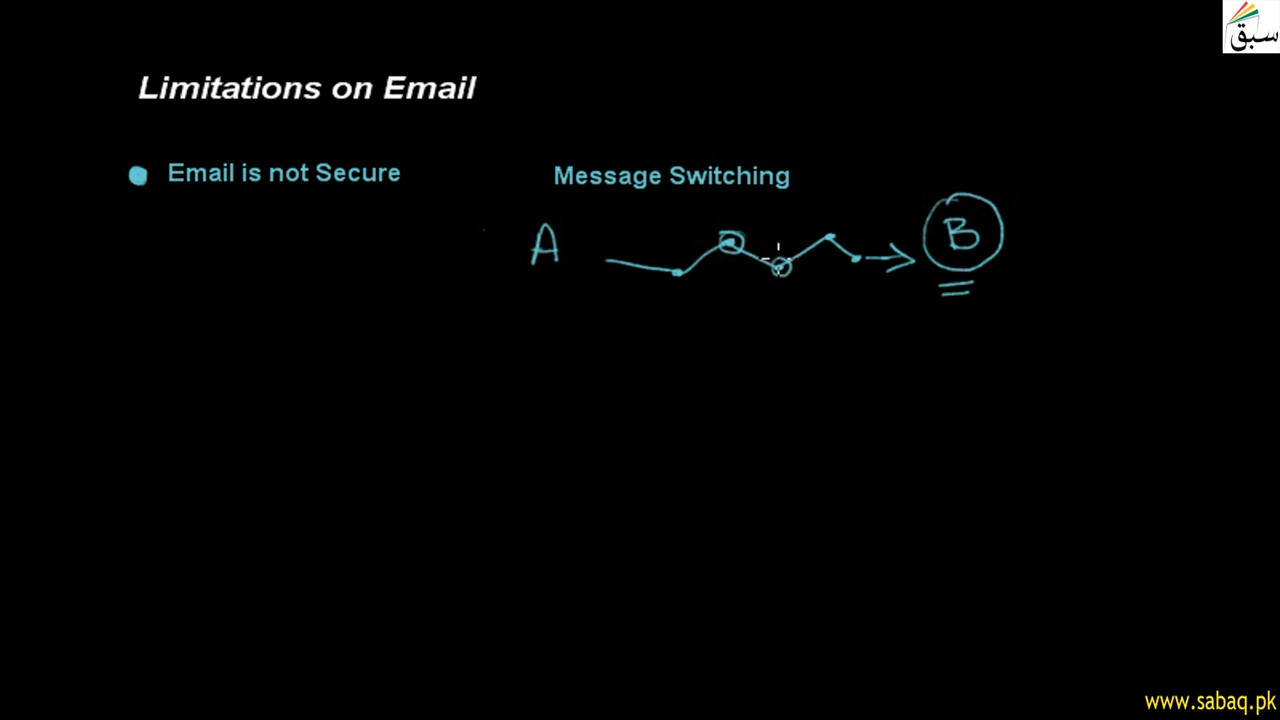 سبق
Limitations on Email
Email is not Secure
Message Switching
A
B
www.sabaq.pk